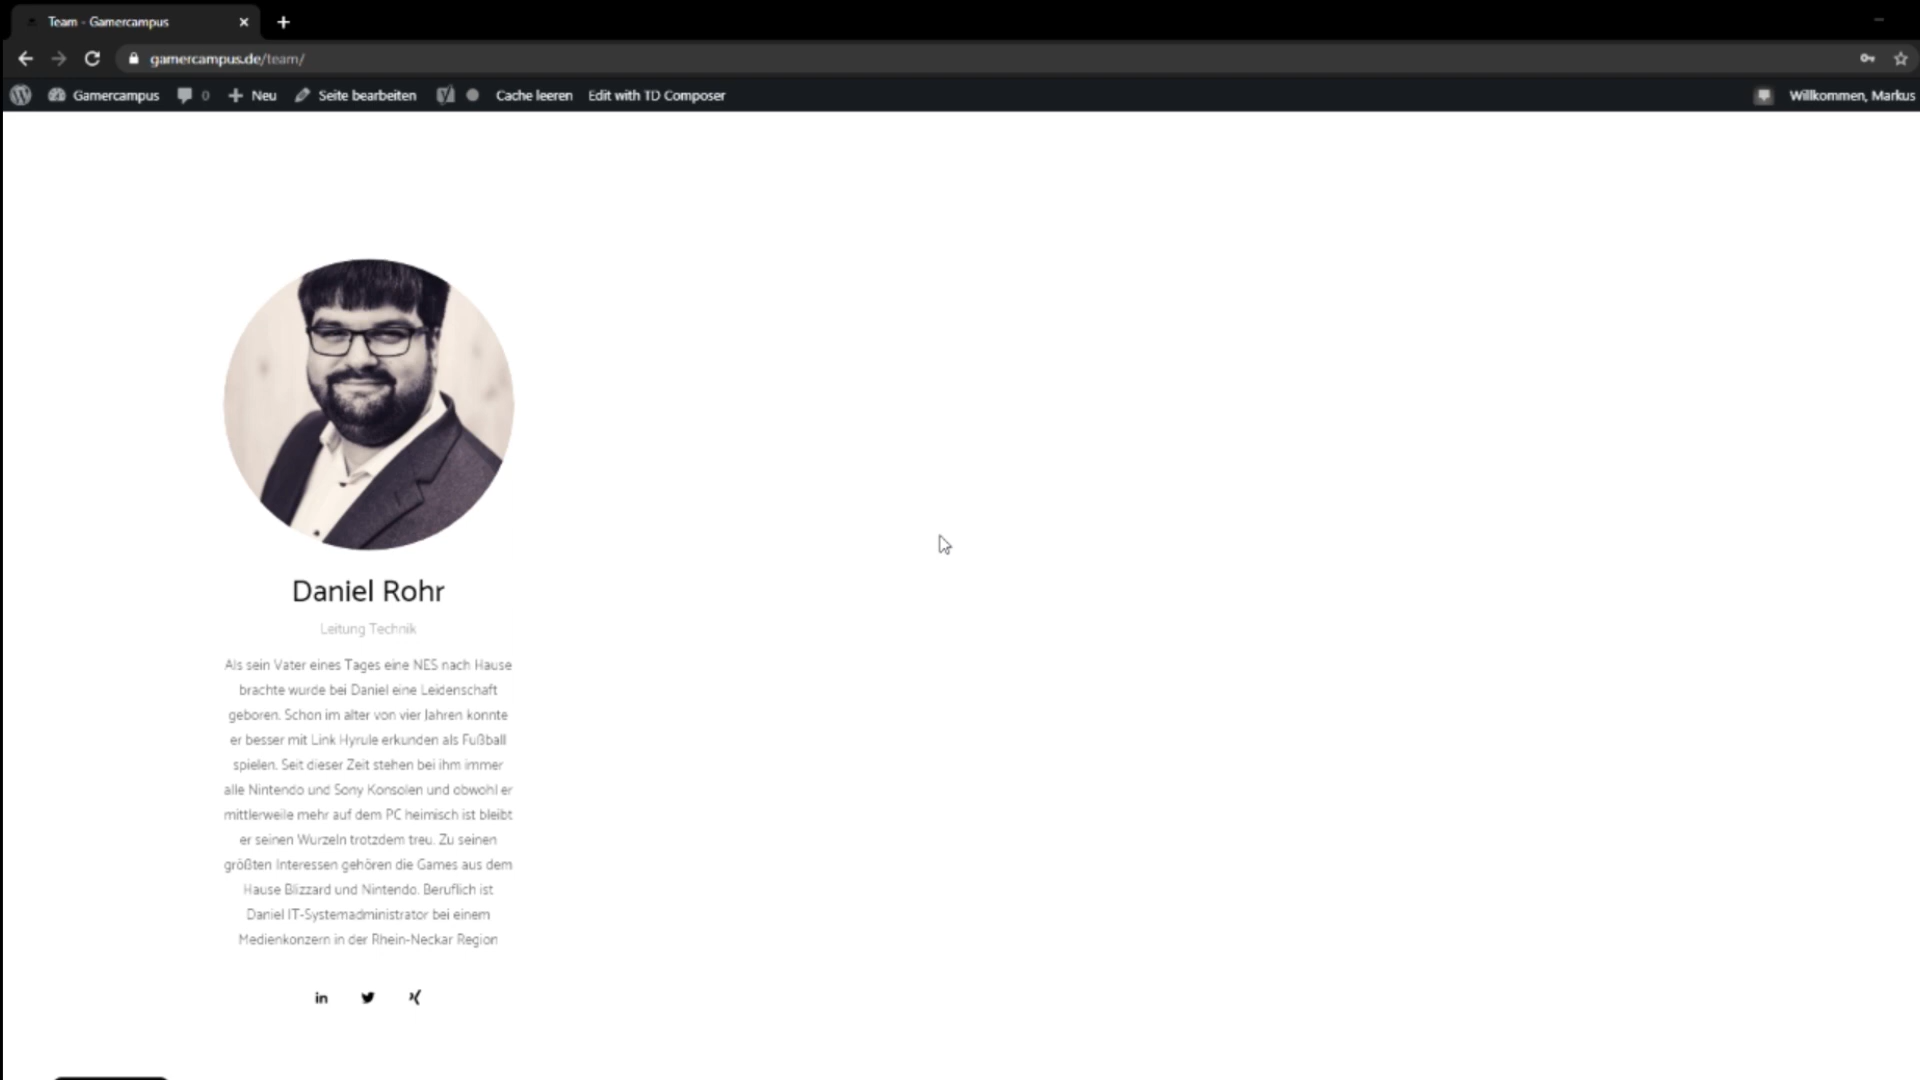 Team - Gamercampus
gamercampus.de/team/
Gamercampus 0 Neu Seite bearbeiten Cache leeren Edit with TD Composer Willkommen, Markus
Daniel Rohr
Leitung Technik
Als sein Vater eines Tages eine NES nach Hause
brachte wurde bei Daniel eine Leidenschaft
geboren. Schon im alter von vier Jahren konnte
er besser mit Link Hyrule erkunden als Fußball
spielen. Seit dieser Zeit stehen bei ihm immer
alle Nintendo und Sony Konsolen und obwohl er
mittlerweile mehr auf dem PC heimisch ist bleibt
er seinen Wurzeln trotzdem treu. Zu seinen
größten Interessen gehören die Games aus dem
Hause Blizzard und Nintendo. Beruflich ist
Daniel IT-Systemadministrator bei einem
Medienkonzern in der Rhein-Neckar Region
in